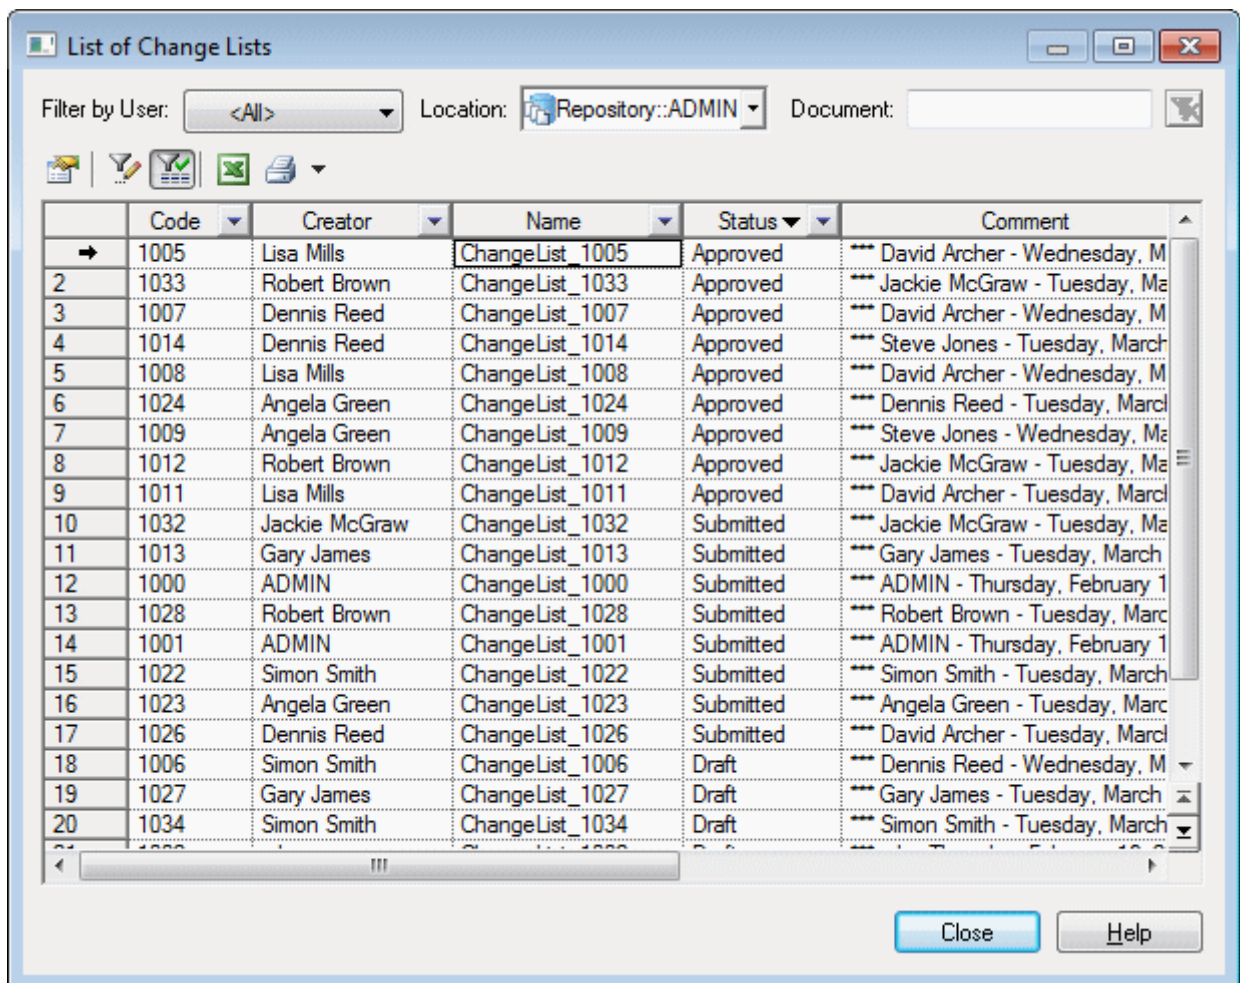 List of Change Lists
Filter by User: <All> Location: Repository::ADMIN Document:
Code Creator Name Status Comment
1005 Lisa Mills ChangeList_1005 Approved *** David Archer - Wednesday, M
2 1033 Robert Brown ChangeList_1033 Approved *** Jackie McGraw - Tuesday, Ma
3 1007 Dennis Reed ChangeList_1007 Approved *** David Archer - Wednesday, M
4 1014 Dennis Reed ChangeList_1014 Approved *** Steve Jones - Tuesday, March
5 1008 Lisa Mills ChangeList_1008 Approved *** David Archer - Wednesday, M
6 1024 Angela Green ChangeList_1024 Approved *** Dennis Reed - Tuesday, March
7 1009 Angela Green ChangeList_1009 Approved *** Steve Jones - Wednesday, Ma
8 1012 Robert Brown ChangeList_1012 Approved *** Jackie McGraw - Tuesday, Ma
9 1011 Lisa Mills ChangeList_1011 Approved *** David Archer - Tuesday, March
10 1032 Jackie McGraw ChangeList_1032 Submitted *** Jackie McGraw - Tuesday, Ma
11 1013 Gary James ChangeList_1013 Submitted *** Gary James - Tuesday, March
12 1000 ADMIN ChangeList_1000 Submitted *** ADMIN - Thursday, February 1
13 1028 Robert Brown ChangeList_1028 Submitted *** Robert Brown - Tuesday, Marc
14 1001 ADMIN ChangeList_1001 Submitted *** ADMIN - Thursday, February 1
15 1022 Simon Smith ChangeList_1022 Submitted *** Simon Smith - Tuesday, March
16 1023 Angela Green ChangeList_1023 Submitted *** Angela Green - Tuesday, Marc
17 1026 Dennis Reed ChangeList_1026 Submitted *** David Archer - Tuesday, March
18 1006 Simon Smith ChangeList_1006 Draft *** Dennis Reed - Wednesday, M
19 1027 Gary James ChangeList_1027 Draft *** Gary James - Tuesday, March
20 1034 Simon Smith ChangeList_1034 Draft *** Simon Smith - Tuesday, March
Close Help